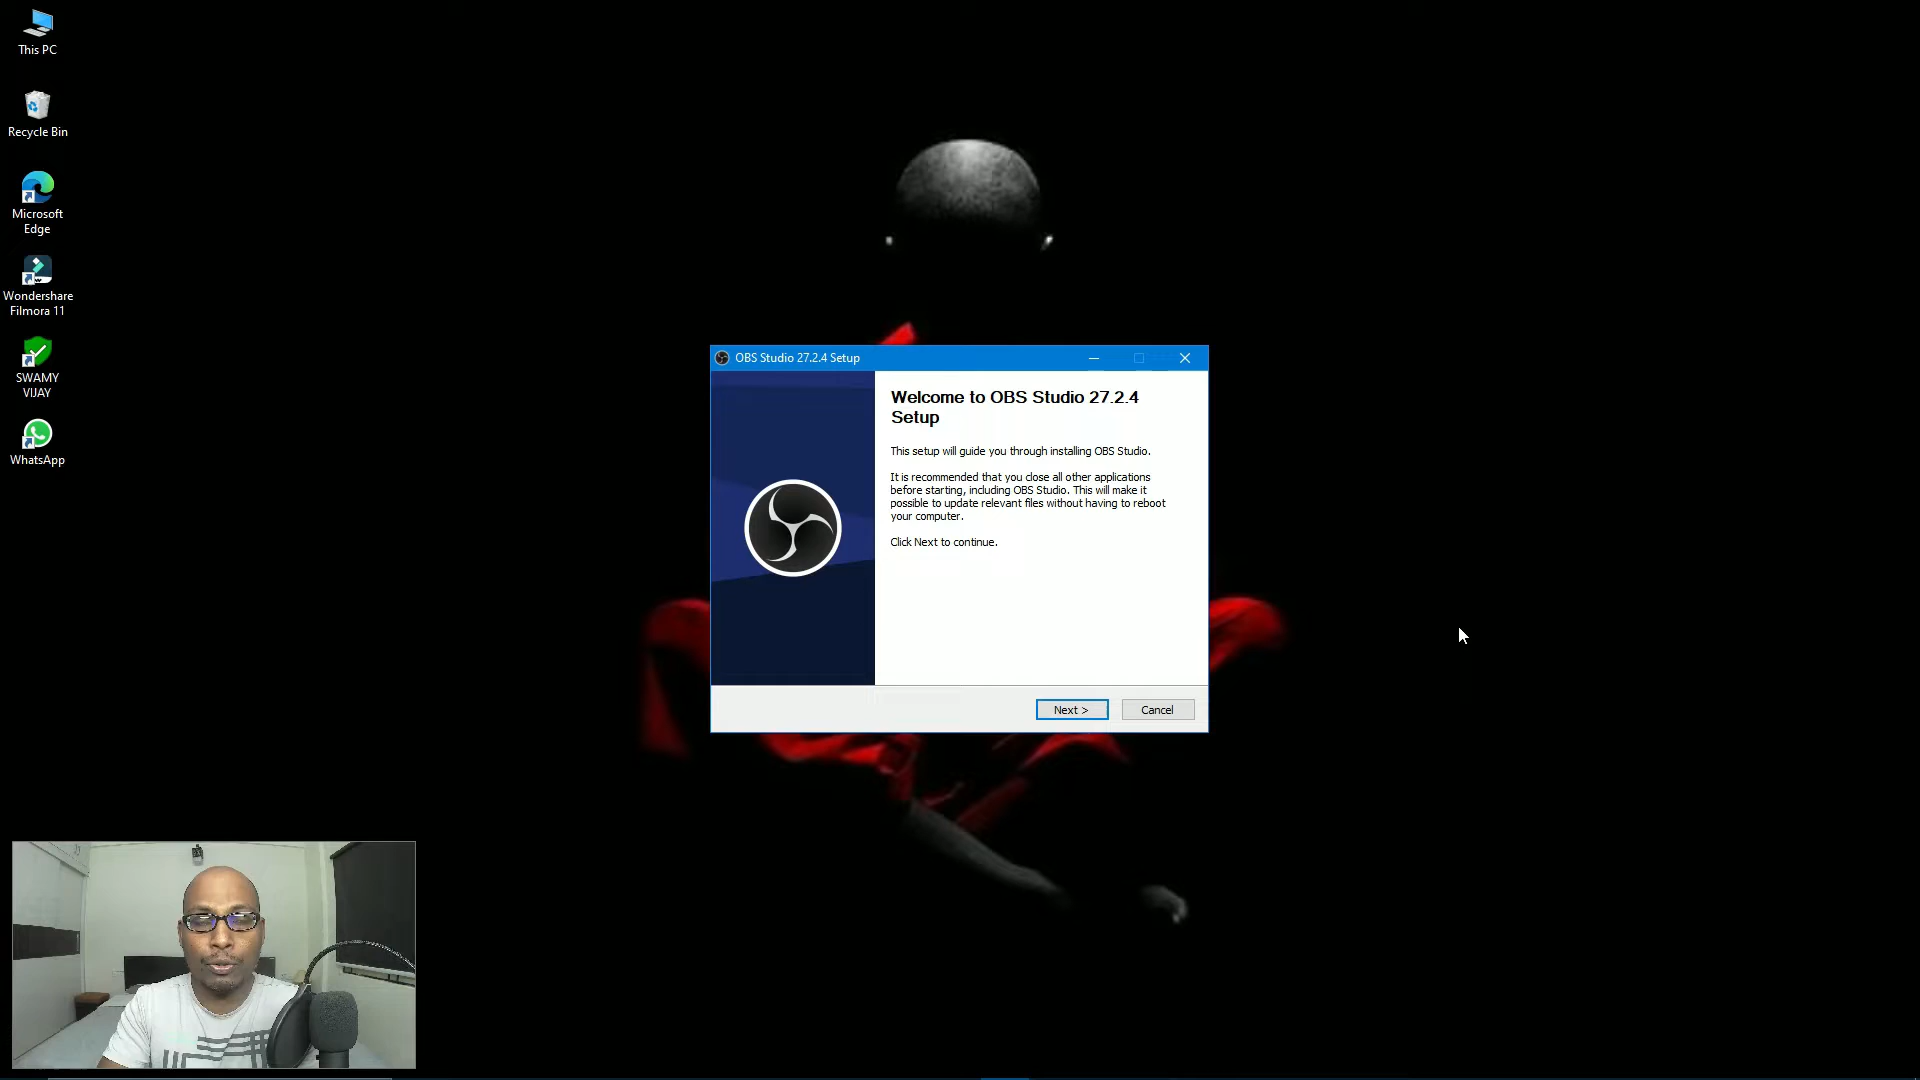 This PC
Recycle Bin
Microsoft
Edge
Wondershare
Filmora 11
SWAMY
VIJAY
WhatsApp
OBS Studio 27.2.4 Setup
Welcome to OBS Studio 27.2.4
Setup
This setup will guide you through installing OBS Studio.
It is recommended that you close all other applications
before starting, including OBS Studio. This will make it
possible to update relevant files without having to reboot
your computer.
Click Next to continue.
Next >
Cancel